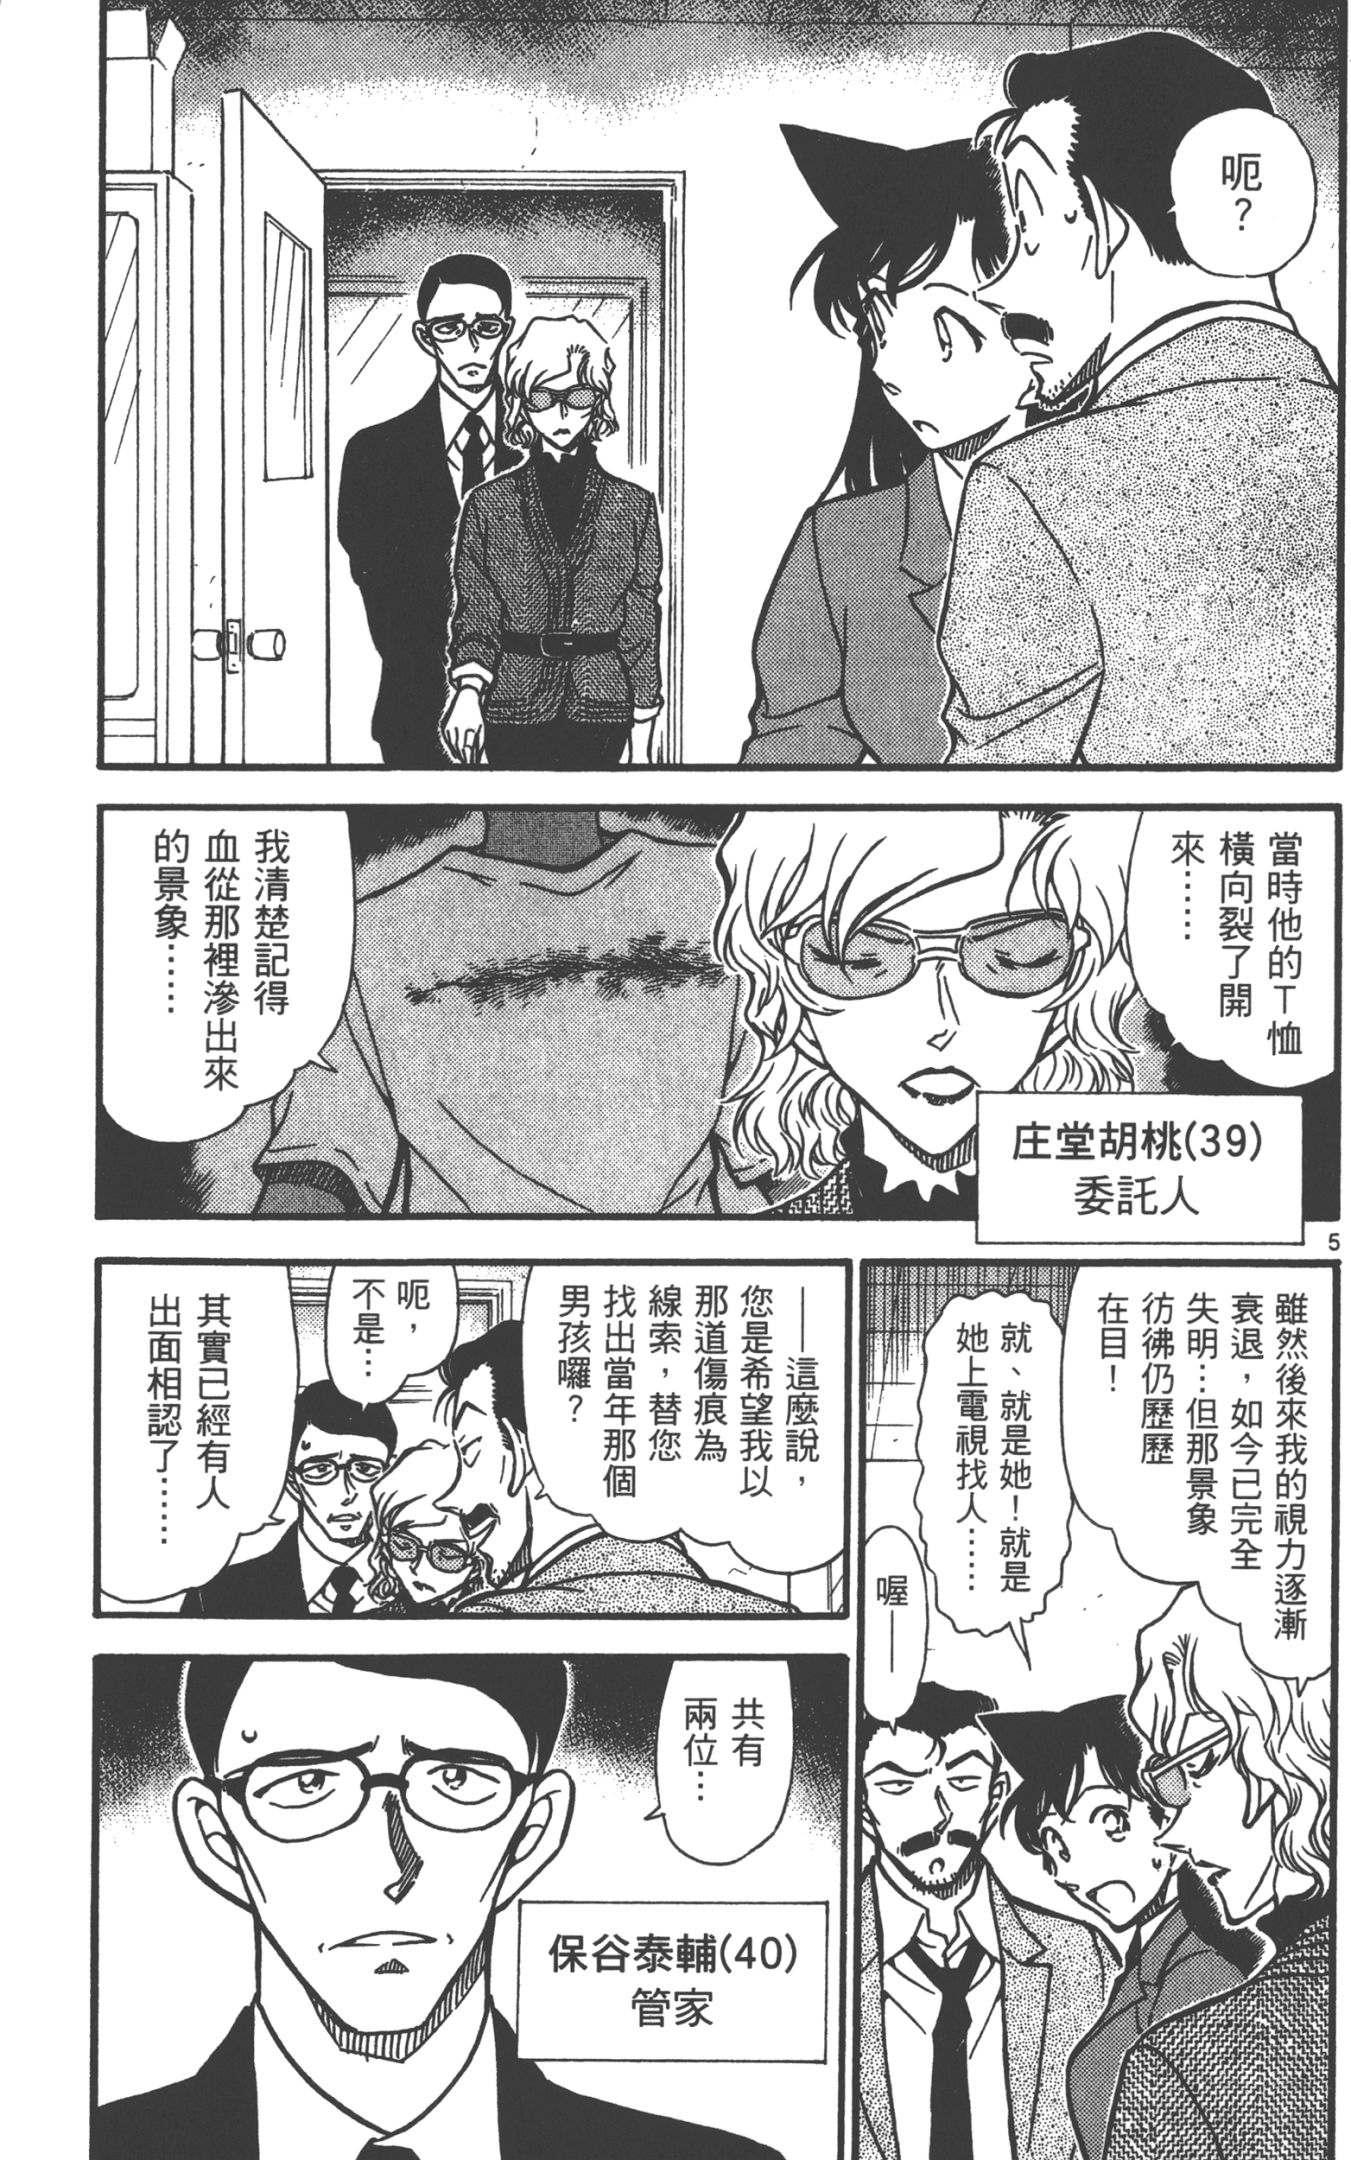 呃？
當時他的Ｔ恤
橫向裂了開
來……
我清楚記得
血從那裡滲出來
的景象……
庄堂胡桃(39)
委託人
5
雖然後來我的視力逐漸
衰退，如今已完全
失明…但那景象
彷彿仍歷歷
在目！
就、就是她！就是
她上電視找人……
喔——
——這麼說，
您是希望我以
那道傷痕為
線索，替您
找出當年那個
男孩囉？
呃，
不是…
其實已經有人
出面相認了……
共有
兩位…
保谷泰輔(40)
管家